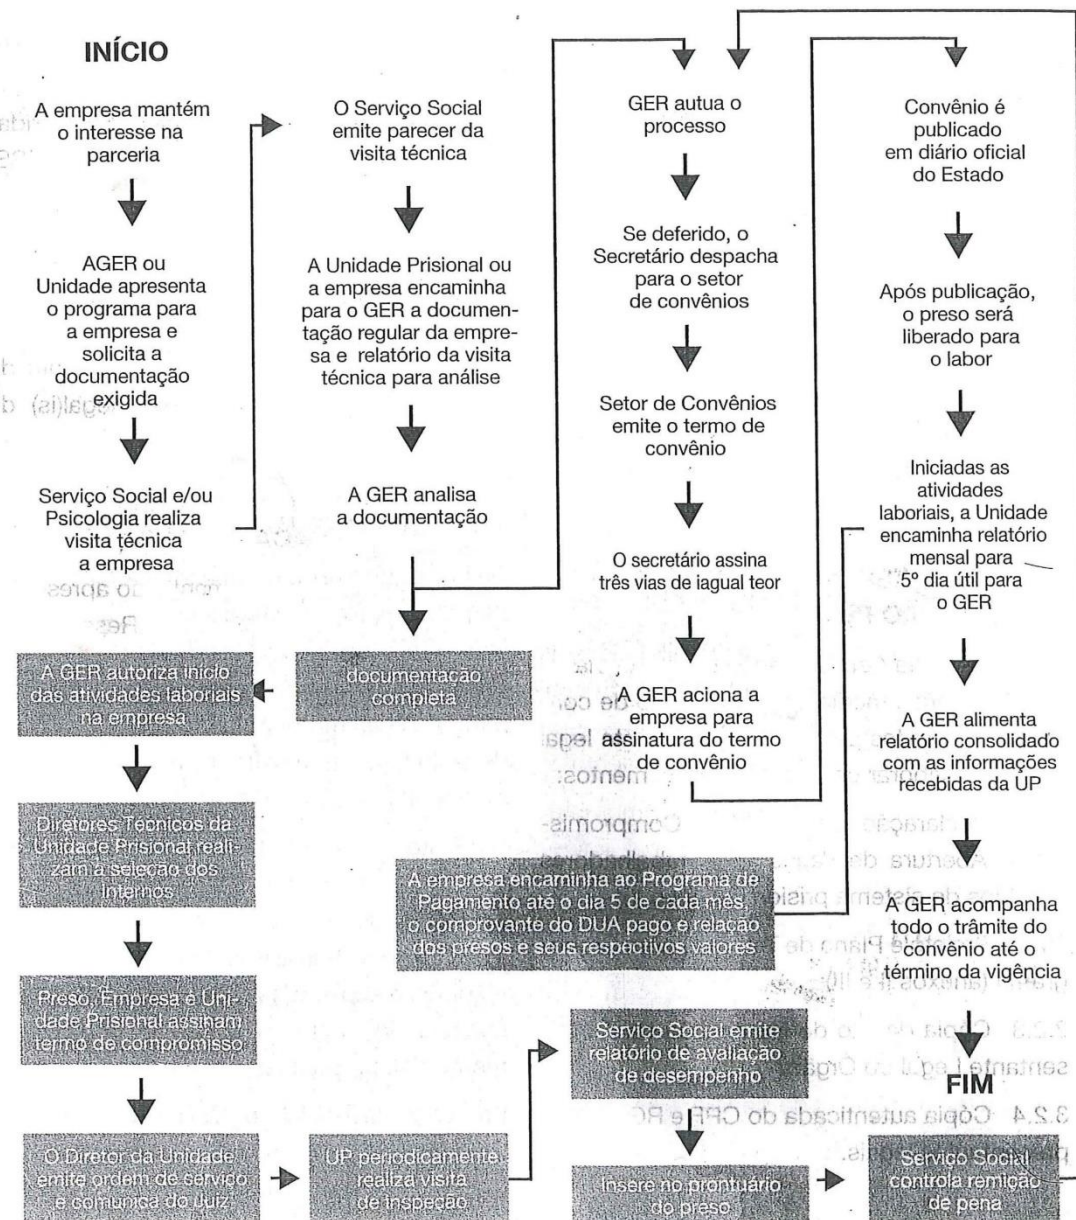 INÍCIO
A empresa mantém
o interesse na
parceria
AGER ou
Unidade apresenta
o programa para
a empresa e
solicita a
documentação
exigida
Serviço Social e/ou
Psicologia realiza
visita técnica
a empresa
O Serviço Social
emite parecer da
visita técnica
A Unidade Prisional ou
a empresa encaminha
para o GER a documen-
tação regular da empre-
sa e relatório da visita
técnica para análise
A GER analisa
a documentação
documentação
completa
A GER autoriza início
das atividades laboriais
na empresa
Diretores Técnicos da
Unidade Prisional reali-
zam a seleção dos
internos
Preso, Empresa e Uni-
dade Prisional assinam
termo de compromisso
O Diretor da Unidade
emite ordem de serviço
e comunica do Juiz
UP periodicamente
realiza visita
de inspeção
Serviço Social emite
relatório de avaliação
de desempenho
Insere no prontuário
do preso
Serviço Social
controla remição
de pena
GER autua o
processo
Se deferido, o
Secretário despacha
para o setor
de convênios
Setor de Convênios
emite o termo de
convênio
O secretário assina
três vias de iagual teor
A GER aciona a
empresa para
assinatura do termo
de convênio
Convênio é
publicado
em diário oficial
do Estado
Após publicação,
o preso será
liberado para
o labor
Iniciadas as
atividades
laboriais, a Unidade
encaminha relatório
mensal para
5º dia útil para
o GER
A empresa encaminha ao Programa de
Pagamento até o dia 5 de cada mês,
o comprovante do DUA pago e relação
dos presos e seus respectivos valores
A GER alimenta
relatório consolidado
com as informações
recebidas da UP
A GER acompanha
todo o trâmite do
convênio até o
término da vigência
FIM
3.2.4 Cópia autenticada do CPF e RG